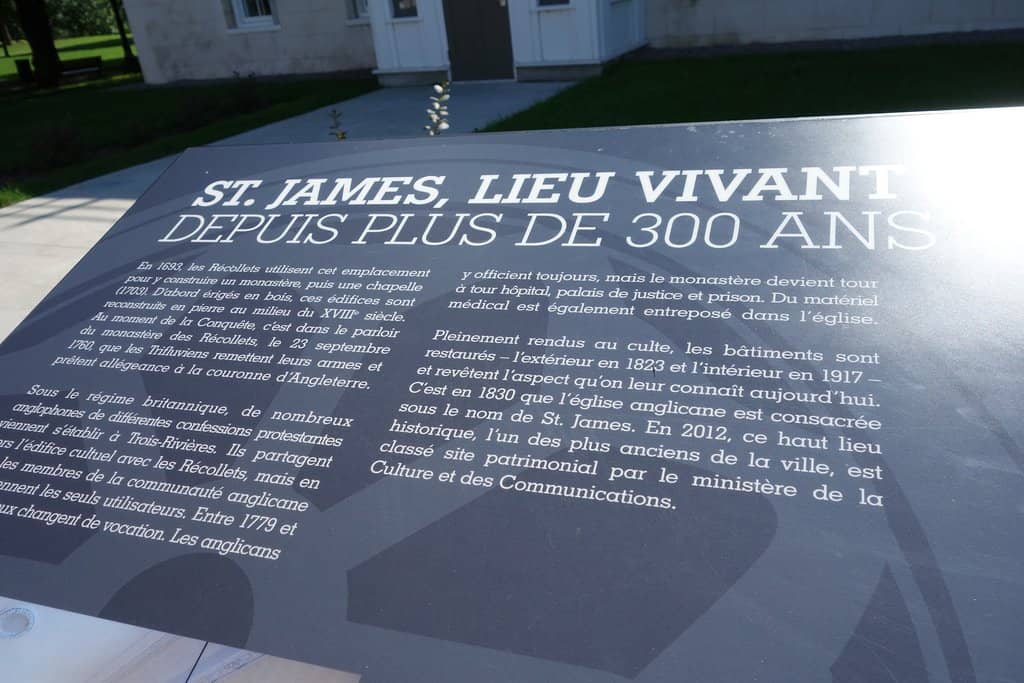 ST. JAMES, LIEU VIVANT
DEPUIS PLUS DE 300 ANS
En 1693, les Récollets utilisent cet emplacement
pour y construire un monastère, puis une chapelle
(1703). D'abord érigés en bois, ces édifices sont
reconstruits en pierre au milieu du XVIIIe siècle.
Au moment de la Conquête, c'est dans le parloir
du monastère des Récollets, le 23 septembre
1760, que les Trifluviens remettent leurs armes et
prêtent allégeance à la couronne d'Angleterre.
Sous le régime britannique, de nombreux
anglophones de différentes confessions protestantes
viennent s'établir à Trois-Rivières. Ils partagent
l'édifice cultuel avec les Récollets, mais en
les membres de la communauté anglicane
les seuls utilisateurs. Entre 1779 et
changent de vocation. Les anglicans
y officient toujours, mais le monastère devient tour
à tour hôpital, palais de justice et prison. Du matériel
médical est également entreposé dans l'église.
Pleinement rendus au culte, les bâtiments sont
restaurés – l'extérieur en 1823 et l'intérieur en 1917 –
et revêtent l'aspect qu'on leur connaît aujourd'hui.
C'est en 1830 que l'église anglicane est consacrée
sous le nom de St. James. En 2012, ce haut lieu
historique, l'un des plus anciens de la ville, est
classé site patrimonial par le ministère de la
Culture et des Communications.